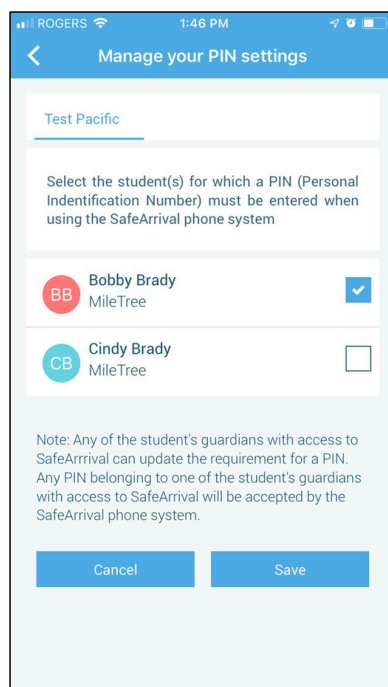 ROGERS 1:46 PM
Manage your PIN settings
Test Pacific
Select the student(s) for which a PIN (Personal
Indentification Number) must be entered when
using the SafeArrival phone system
BB
Bobby Brady
MileTree
CB
Cindy Brady
MileTree
Note: Any of the student's guardians with access to
SafeArrrival can update the requirement for a PIN.
Any PIN belonging to one of the student's guardians
with access to SafeArrival will be accepted by the
SafeArrival phone system.
Cancel Save